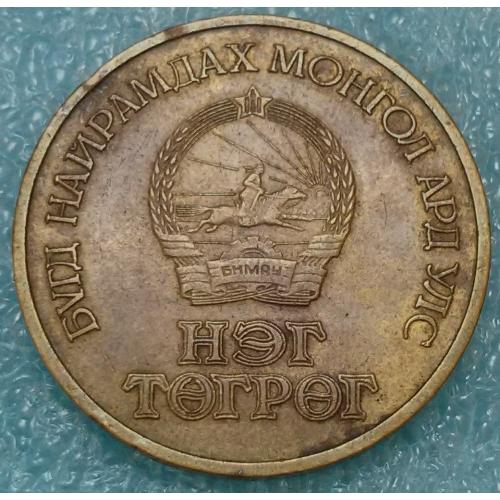 БҮГД НАЙРАМДАХ МОНГОЛ АРД УЛС
БНМАУ
НЭГ
ТӨГРӨГ